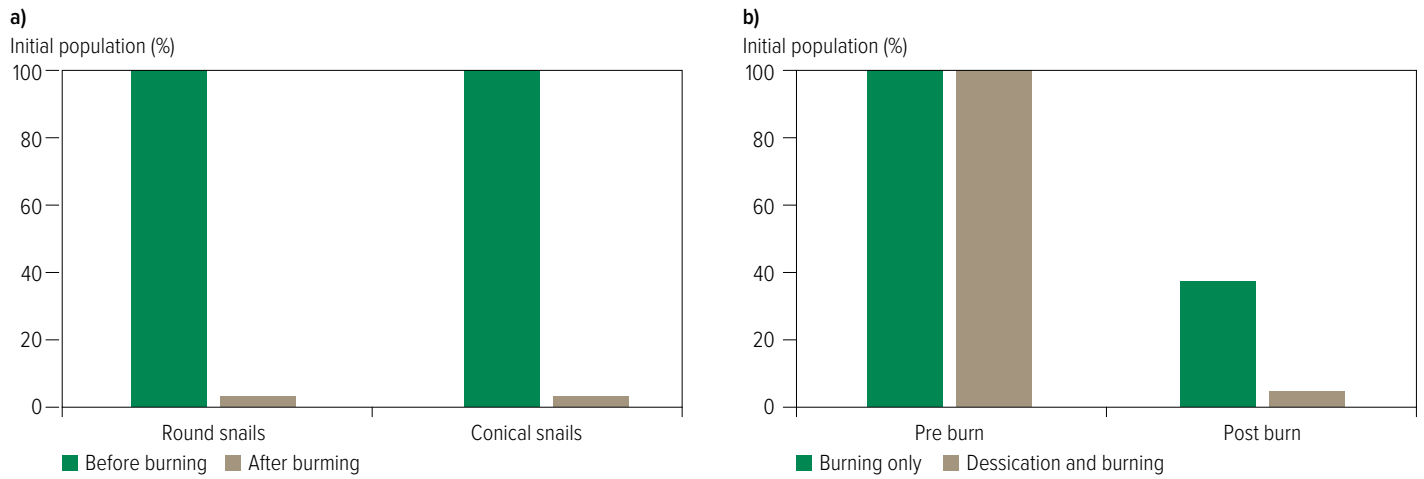 a)
Initial population (%)
100
80
60
40
20
0
Round snails Conical snails
Before burning After burming
b)
Initial population (%)
100
80
60
40
20
0
Pre burn Post burn
Burning only Dessication and burning